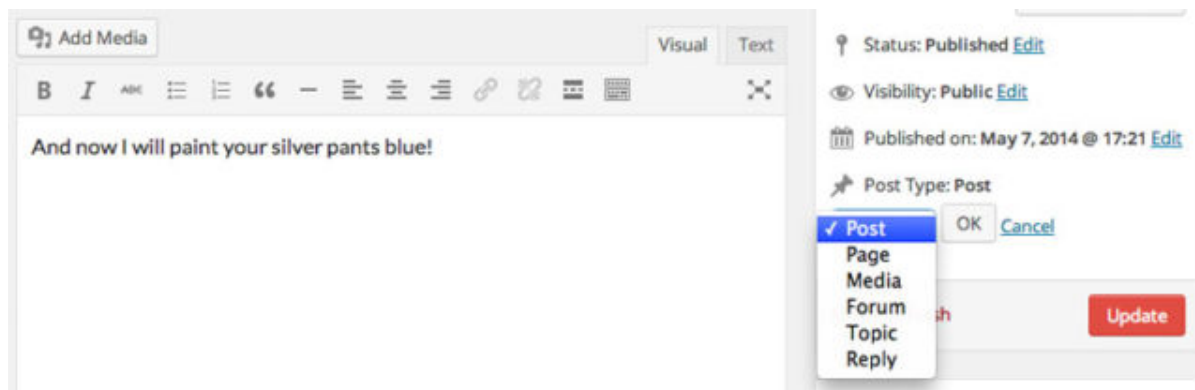 Add Media
Visual
Text
B I ABC
And now I will paint your silver pants blue!
Status: Published Edit
Visibility: Public Edit
Published on: May 7, 2014 @ 17:21 Edit
Post Type: Post
✓ Post
OK Cancel
Page
Media
Forum
Topic
Reply
Update